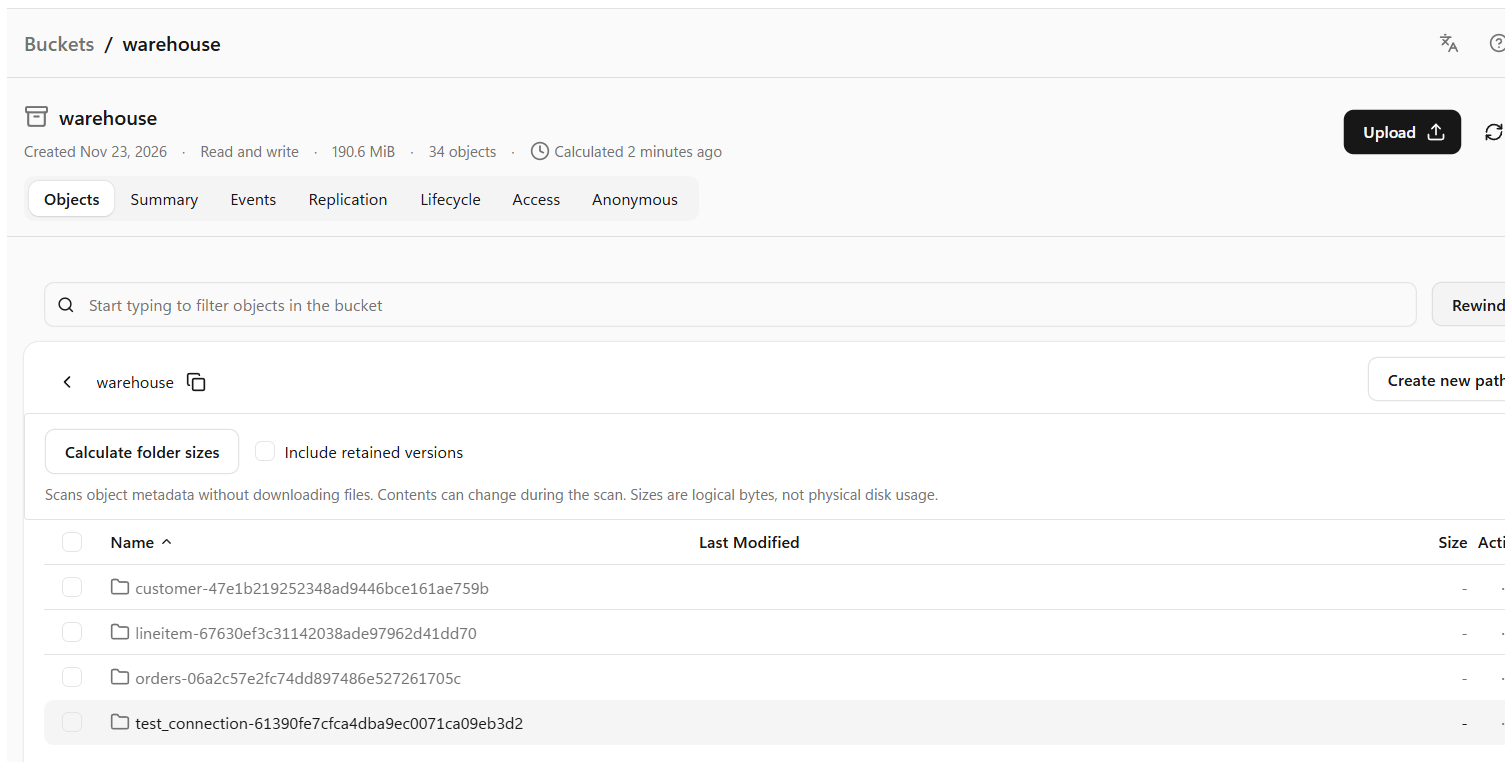 Buckets / warehouse
warehouse
Upload
Created Nov 23, 2026 · Read and write · 190.6 MiB · 34 objects · Calculated 2 minutes ago
Objects Summary Events Replication Lifecycle Access Anonymous
Start typing to filter objects in the bucket
Rewind
warehouse
Create new path
Calculate folder sizes
Include retained versions
Scans object metadata without downloading files. Contents can change during the scan. Sizes are logical bytes, not physical disk usage.
Name Last Modified Size Acti
customer-47e1b219252348ad9446bce161ae759b -
lineitem-67630ef3c31142038ade97962d41dd70 -
orders-06a2c57e2fc74dd897486e527261705c -
test_connection-61390fe7cfca4dba9ec0071ca09eb3d2 -